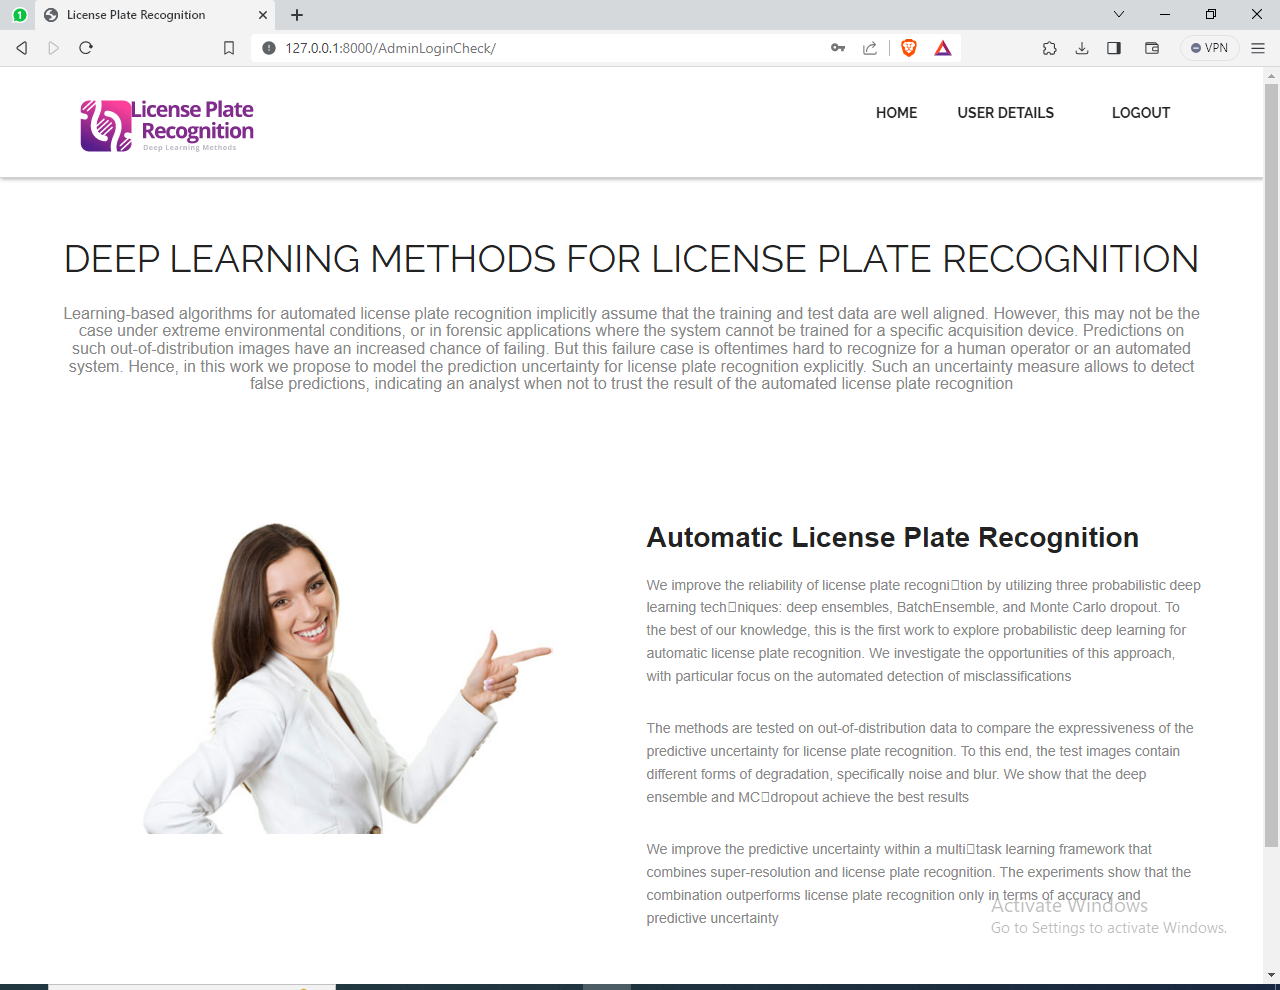 1
License Plate Recognition
127.0.0.1:8000/AdminLoginCheck/
VPN
License Plate
Recognition
Deep Learning Methods
HOME
USER DETAILS
LOGOUT
DEEP LEARNING METHODS FOR LICENSE PLATE RECOGNITION
Learning-based algorithms for automated license plate recognition implicitly assume that the training and test data are well aligned. However, this may not be the
case under extreme environmental conditions, or in forensic applications where the system cannot be trained for a specific acquisition device. Predictions on
such out-of-distribution images have an increased chance of failing. But this failure case is oftentimes hard to recognize for a human operator or an automated
system. Hence, in this work we propose to model the prediction uncertainty for license plate recognition explicitly. Such an uncertainty measure allows to detect
false predictions, indicating an analyst when not to trust the result of the automated license plate recognition
Automatic License Plate Recognition
We improve the reliability of license plate recogni□tion by utilizing three probabilistic deep
learning tech□niques: deep ensembles, BatchEnsemble, and Monte Carlo dropout. To
the best of our knowledge, this is the first work to explore probabilistic deep learning for
automatic license plate recognition. We investigate the opportunities of this approach,
with particular focus on the automated detection of misclassifications
The methods are tested on out-of-distribution data to compare the expressiveness of the
predictive uncertainty for license plate recognition. To this end, the test images contain
different forms of degradation, specifically noise and blur. We show that the deep
ensemble and MC□dropout achieve the best results
We improve the predictive uncertainty within a multi□task learning framework that
combines super-resolution and license plate recognition. The experiments show that the
combination outperforms license plate recognition only in terms of accuracy and
predictive uncertainty
Activate Windows
Go to Settings to activate Windows.